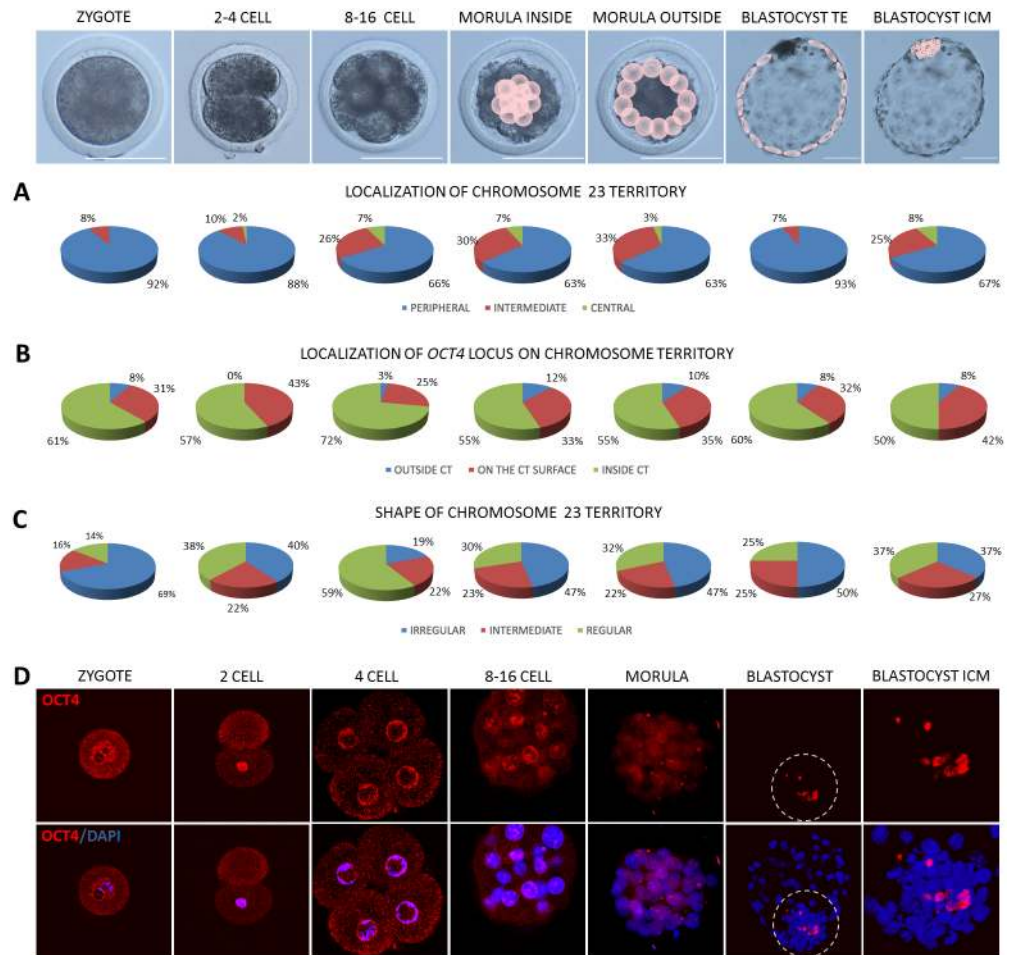 ZYGOTE 2-4 CELL 8-16 CELL MORULA INSIDE MORULA OUTSIDE BLASTOCYST TE BLASTOCYST ICM
A LOCALIZATION OF CHROMOSOME 23 TERRITORY
8% 10% 2% 7% 7% 3% 7% 8%
26% 30% 33% 25%
92% 88% 66% 63% 63% 93% 67%
PERIPHERAL INTERMEDIATE CENTRAL
B LOCALIZATION OF OCT4 LOCUS ON CHROMOSOME TERRITORY
8% 31% 0% 43% 3% 25% 12% 10% 8% 32% 8%
61% 57% 72% 55% 33% 55% 35% 60% 50% 42%
OUTSIDE CT ON THE CT SURFACE INSIDE CT
C SHAPE OF CHROMOSOME 23 TERRITORY
16% 14% 38% 40% 19% 30% 32% 25% 37% 37%
69% 22% 59% 22% 23% 47% 22% 47% 25% 50% 27%
IRREGULAR INTERMEDIATE REGULAR
D ZYGOTE 2 CELL 4 CELL 8-16 CELL MORULA BLASTOCYST BLASTOCYST ICM
OCT4
OCT4/DAPI